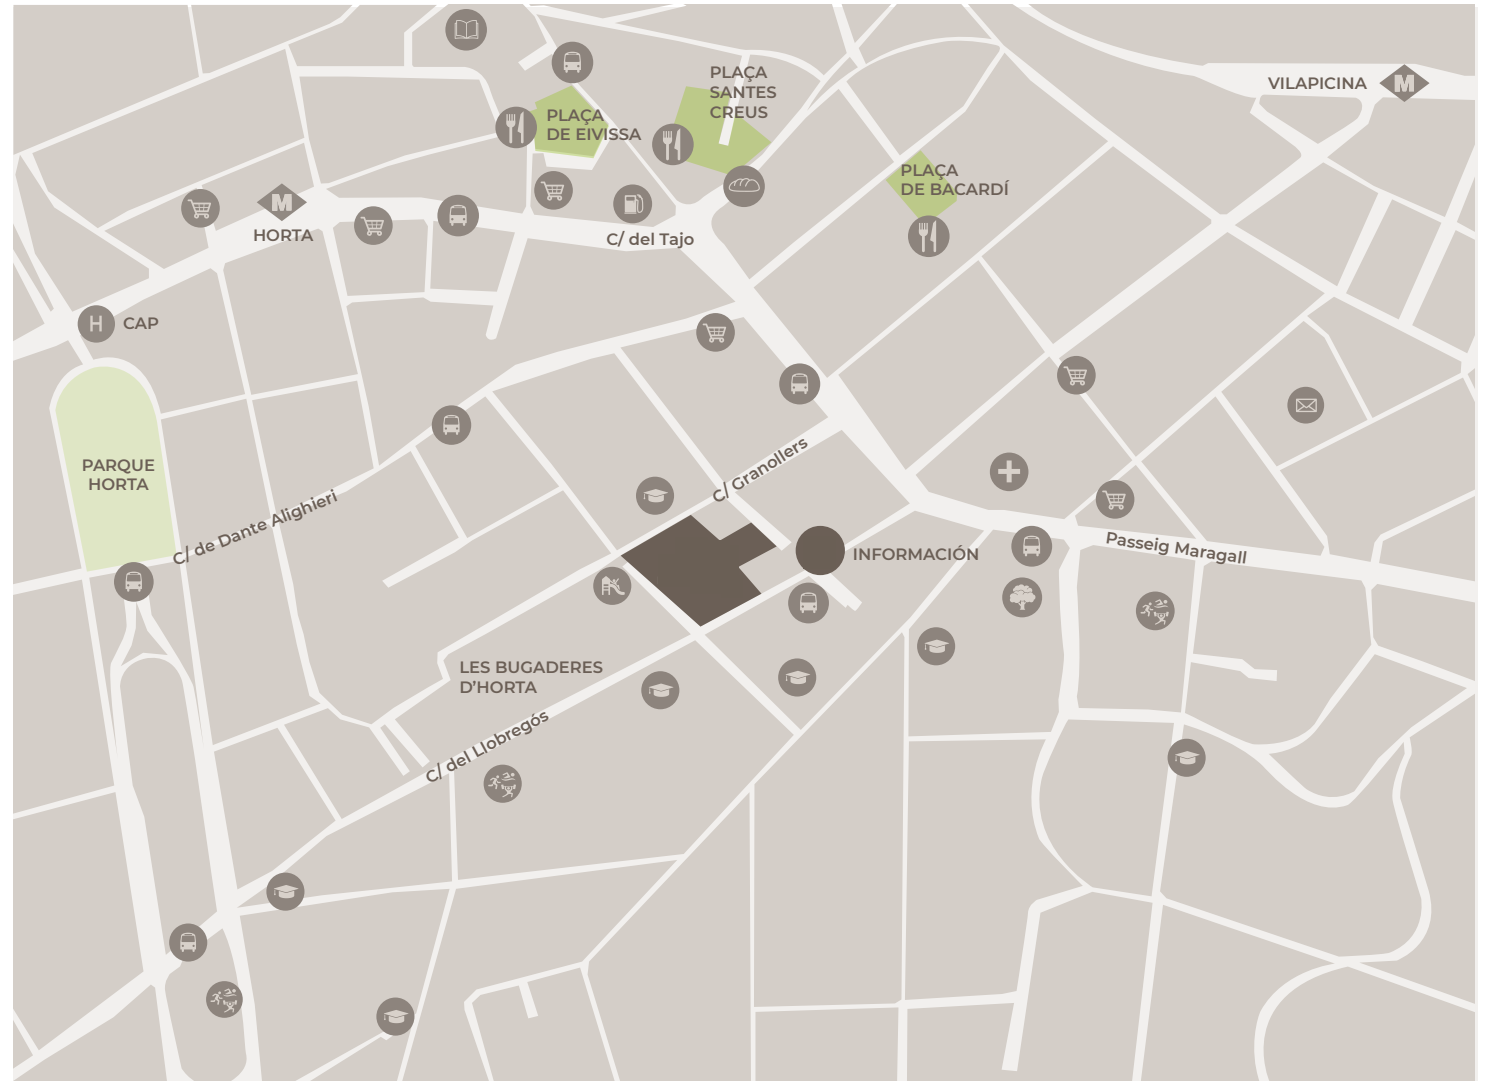 PLAÇA
SANTES
CREUS
VILAPICINA
M
PLAÇA
DE EIVISSA
PLAÇA
DE BACARDÍ
M
HORTA
C/ del Tajo
H
CAP
PARQUE
HORTA
C/ Granollers
C/ de Dante Alighieri
INFORMACIÓN
Passeig Maragall
LES BUGADERES
D'HORTA
C/ del Llobregós